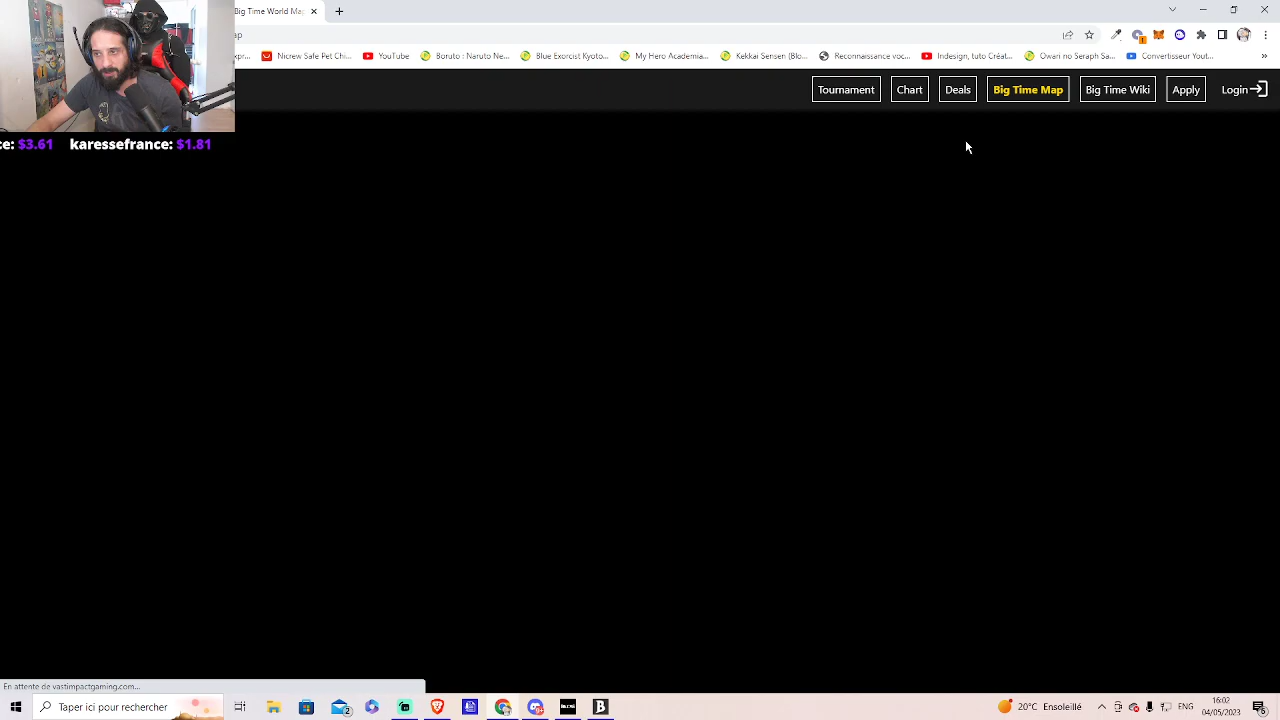 Big Time World Ma
ap
xpr...
Nicrew Safe Pet Chi...
YouTube
Boruto : Naruto Ne...
Blue Exorcist Kyoto...
My Hero Academia...
Kekkai Sensen (Blo...
Reconnaissance voc...
Indesign, tuto Créat...
Owari no Seraph Sa...
Convertisseur Yout...
Tournament
Chart
Deals
Big Time Map
Big Time Wiki
Apply
Login
ce: $3.61 karessefrance: $1.81
En attente de vastimpactgaming.com...
Taper ici pour rechercher
20°C Ensoleillé
ENG
16:02
04/05/2023